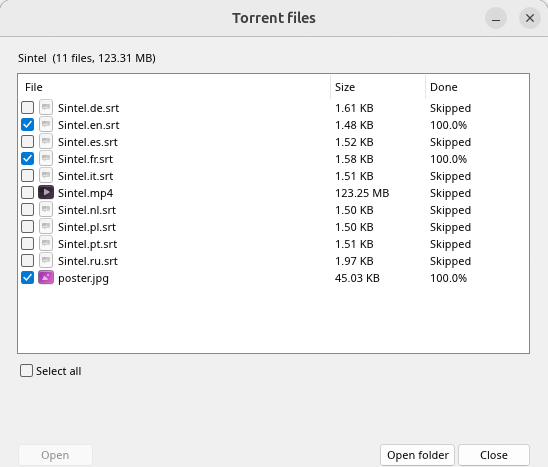 Torrent files
Sintel (11 files, 123.31 MB)
File Size Done
Sintel.de.srt 1.61 KB Skipped
Sintel.en.srt 1.48 KB 100.0%
Sintel.es.srt 1.52 KB Skipped
Sintel.fr.srt 1.58 KB 100.0%
Sintel.it.srt 1.51 KB Skipped
Sintel.mp4 123.25 MB Skipped
Sintel.nl.srt 1.50 KB Skipped
Sintel.pl.srt 1.50 KB Skipped
Sintel.pt.srt 1.51 KB Skipped
Sintel.ru.srt 1.97 KB Skipped
poster.jpg 45.03 KB 100.0%
Select all
Open Open folder Close